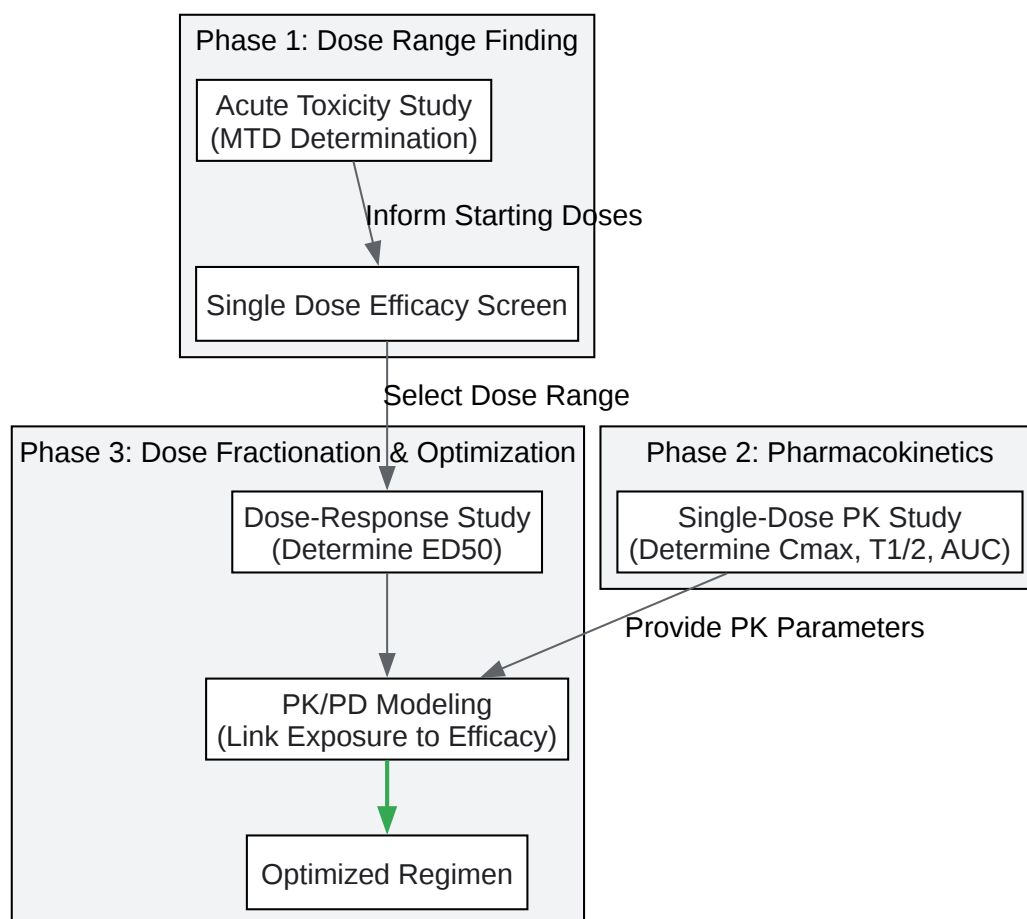 Phase 1: Dose Range Finding
Acute Toxicity Study
(MTD Determination)
Inform Starting Doses
Single Dose Efficacy Screen
Select Dose Range
Phase 3: Dose Fractionation & Optimization
Phase 2: Pharmacokinetics
Dose-Response Study
(Determine ED50)
Single-Dose PK Study
(Determine Cmax, T1/2, AUC)
Provide PK Parameters
PK/PD Modeling
(Link Exposure to Efficacy)
Optimized Regimen